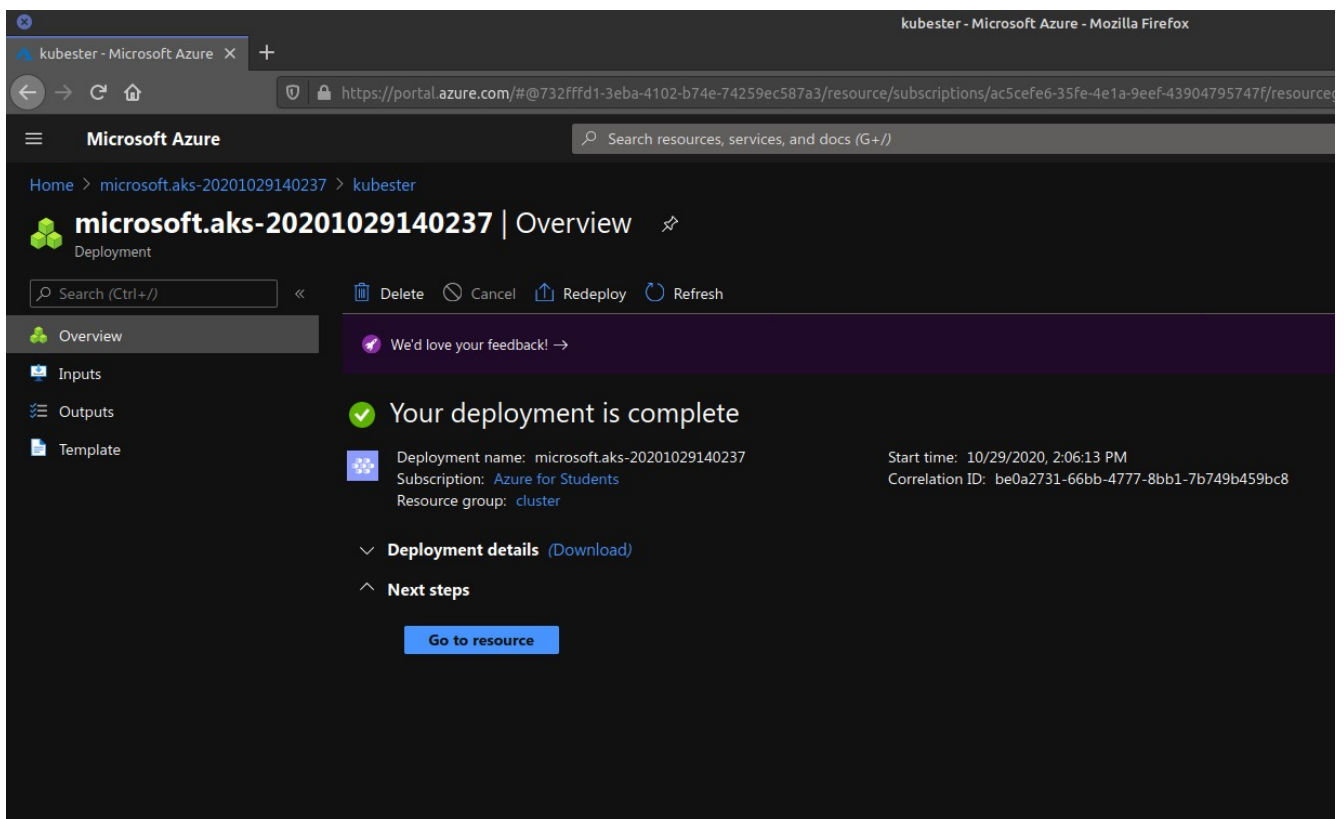 kubester - Microsoft Azure - Mozilla Firefox
kubester - Microsoft Azure
https://portal.azure.com/#@732fffd1-3eba-4102-b74e-74259ec587a3/resource/subscriptions/ac5cefe6-35fe-4e1a-9eef-43904795747f/resourceg
Microsoft Azure
Search resources, services, and docs (G+/)
Home > microsoft.aks-20201029140237 > kubester
microsoft.aks-20201029140237 | Overview
Deployment
Search (Ctrl+/)
«
Delete Cancel Redeploy Refresh
Overview
Inputs
Outputs
Template
We'd love your feedback! →
Your deployment is complete
Deployment name: microsoft.aks-20201029140237
Subscription: Azure for Students
Resource group: cluster
Start time: 10/29/2020, 2:06:13 PM
Correlation ID: be0a2731-66bb-4777-8bb1-7b749b459bc8
Deployment details (Download)
Next steps
Go to resource